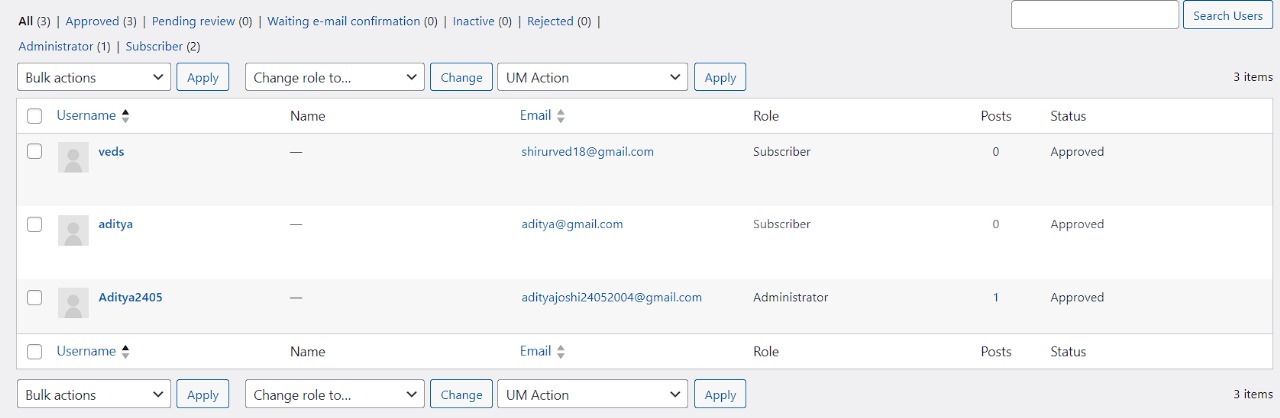 All (3) | Approved (3) | Pending review (0) | Waiting e-mail confirmation (0) | Inactive (0) | Rejected (0) |
Search Users
Administrator (1) | Subscriber (2)
Bulk actions Apply Change role to... Change UM Action Apply 3 items
Username Name Email Role Posts Status
veds — shirurved18@gmail.com Subscriber 0 Approved
aditya — aditya@gmail.com Subscriber 0 Approved
Aditya2405 — adityajoshi24052004@gmail.com Administrator 1 Approved
Username Name Email Role Posts Status
Bulk actions Apply Change role to... Change UM Action Apply 3 items